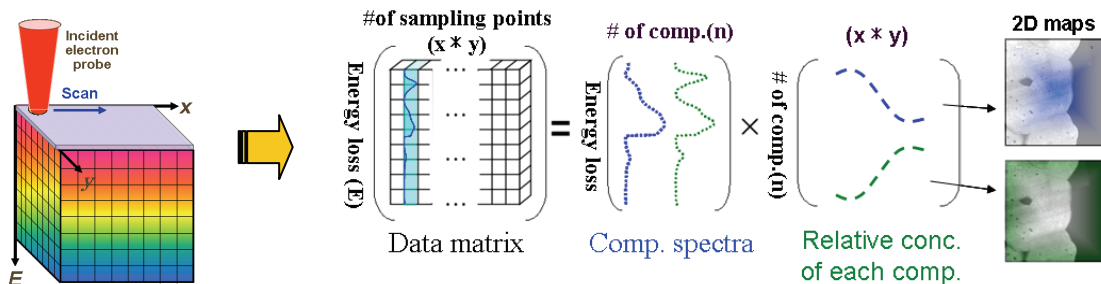 Incident
electron
probe
Scan
x
y
E
#of sampling points
(x * y)
Energy loss (E)
...
...
...
Data matrix
=
# of comp.(n)
Energy loss
Comp. spectra
×
(x * y)
# of comp.(n)
Relative conc.
of each comp.
2D maps